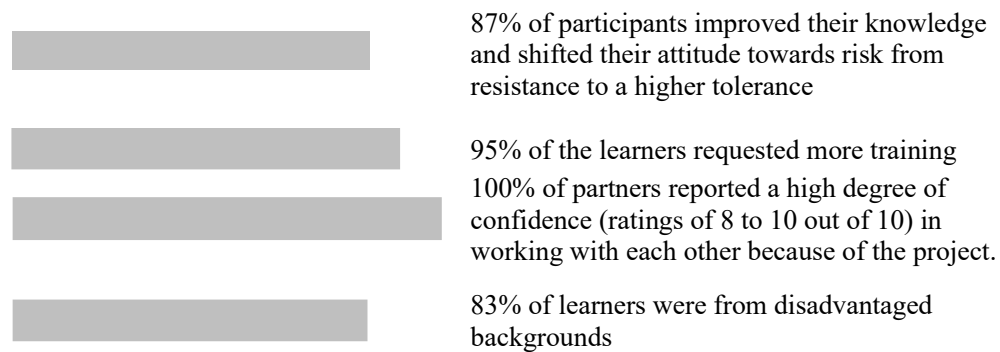 87% of participants improved their knowledge
and shifted their attitude towards risk from
resistance to a higher tolerance
95% of the learners requested more training
100% of partners reported a high degree of
confidence (ratings of 8 to 10 out of 10) in
working with each other because of the project.
83% of learners were from disadvantaged
backgrounds